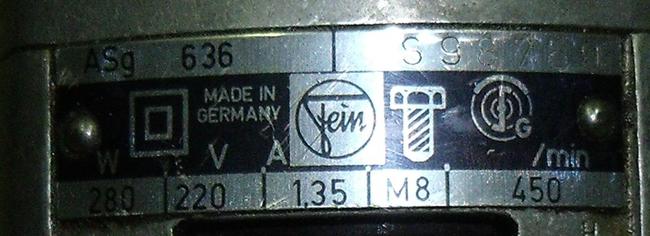 ASg 636
MADE IN
GERMANY
fein
G
W V A /min
280 220 1,35 M8 450